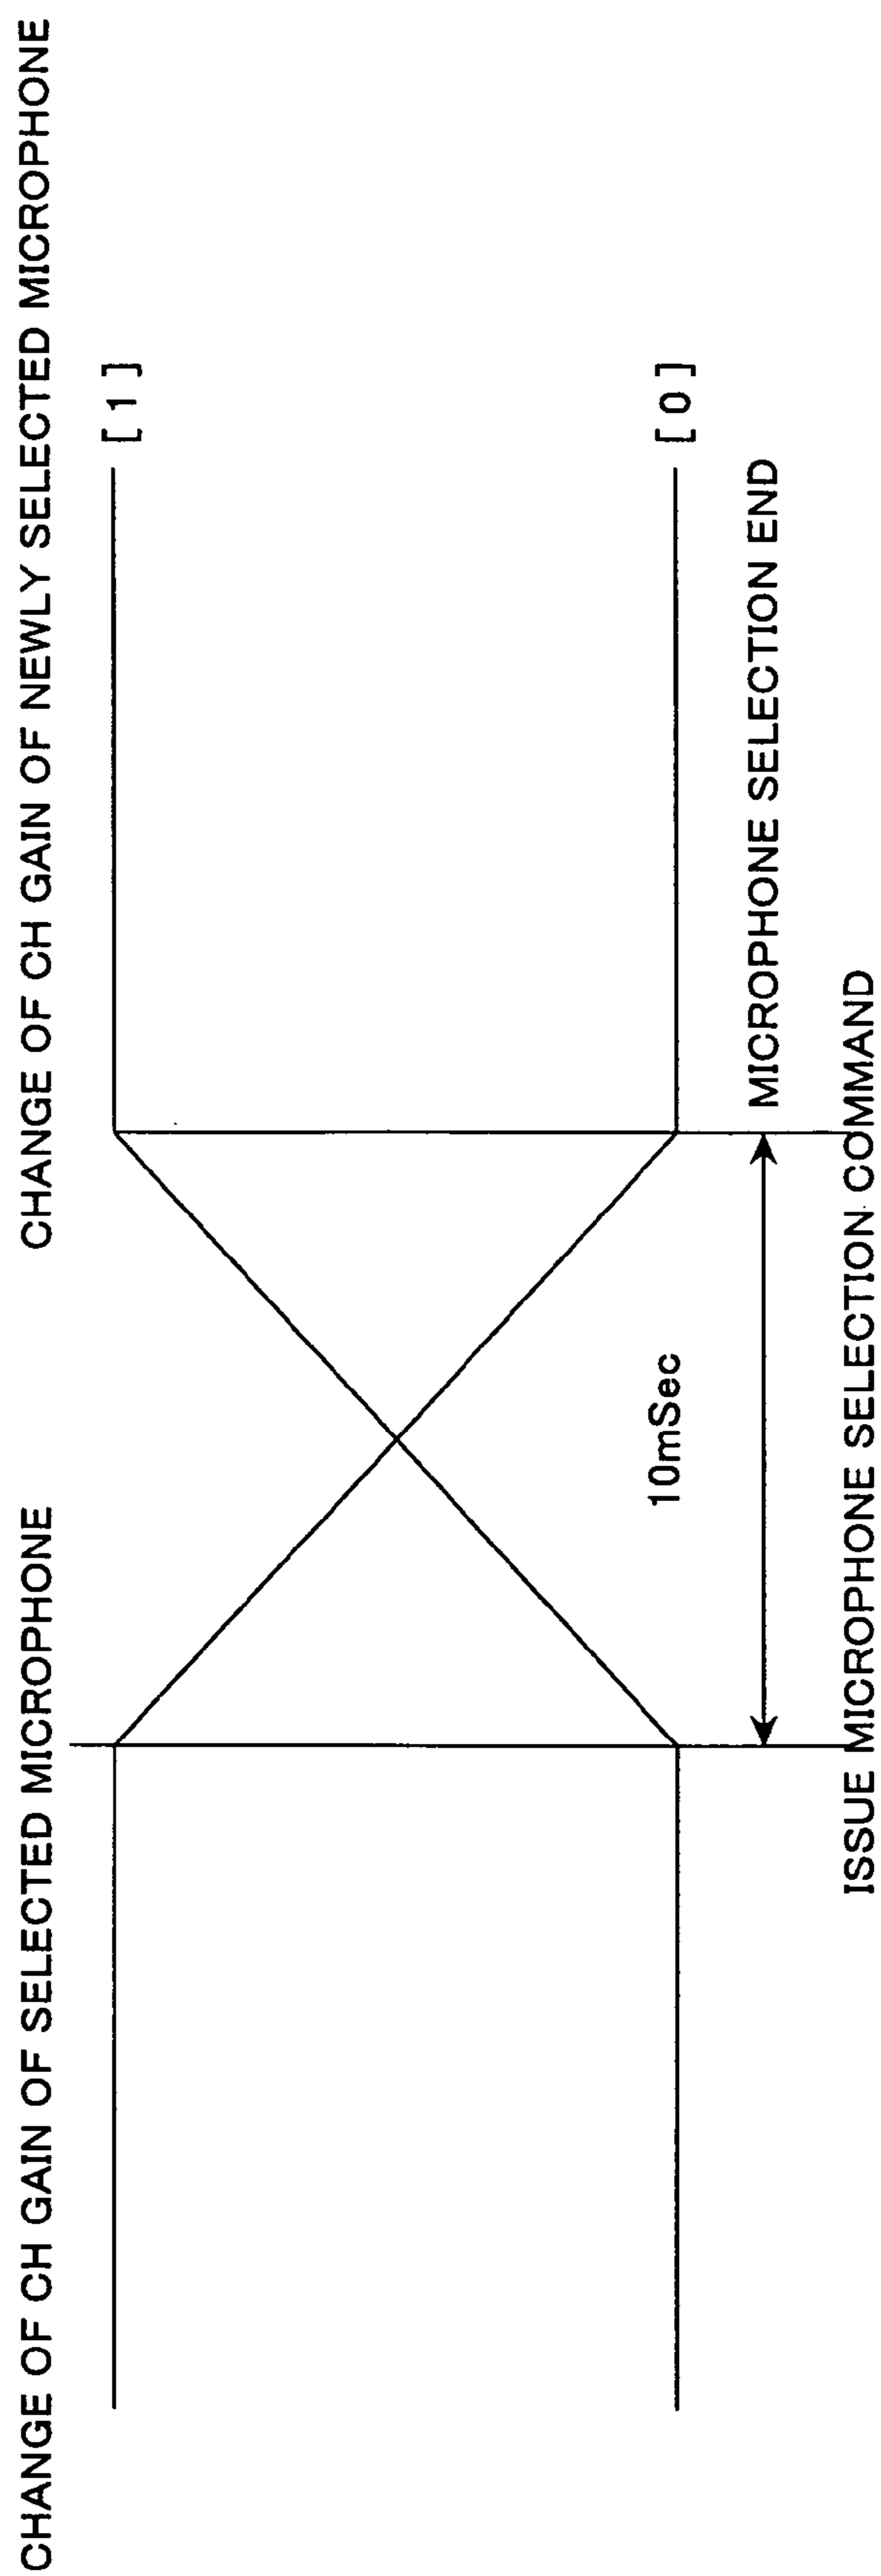 CHANGE OF CH GAIN OF SELECTED MICROPHONE
CHANGE OF CH GAIN OF NEWLY SELECTED MICROPHONE
[1]
[0]
10mSec
MICROPHONE SELECTION END
ISSUE MICROPHONE SELECTION COMMAND